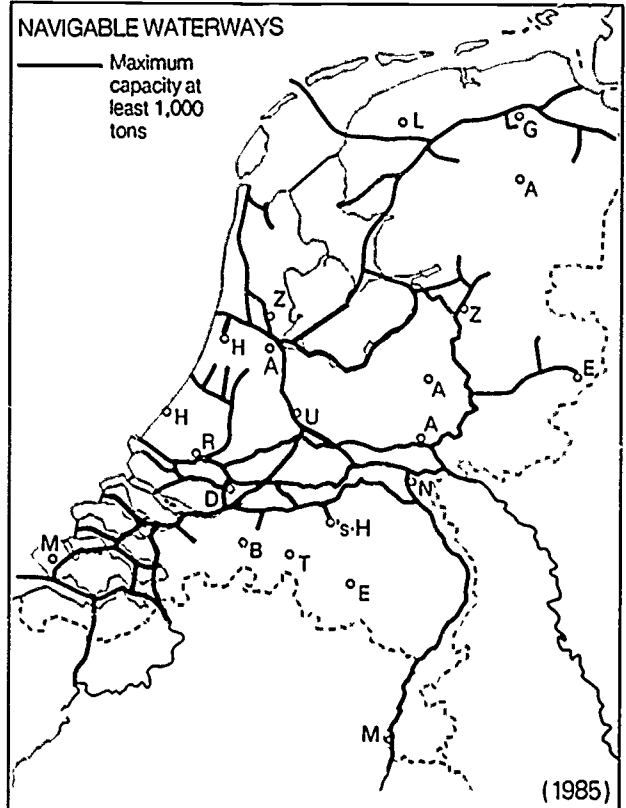 NAVIGABLE WATERWAYS
Maximum
capacity at
least 1,000
tons
L
G
A
Z
Z
H
A
E
A
H
U
A
R
D
N
's-H
M
B
T
E
M
(1985)